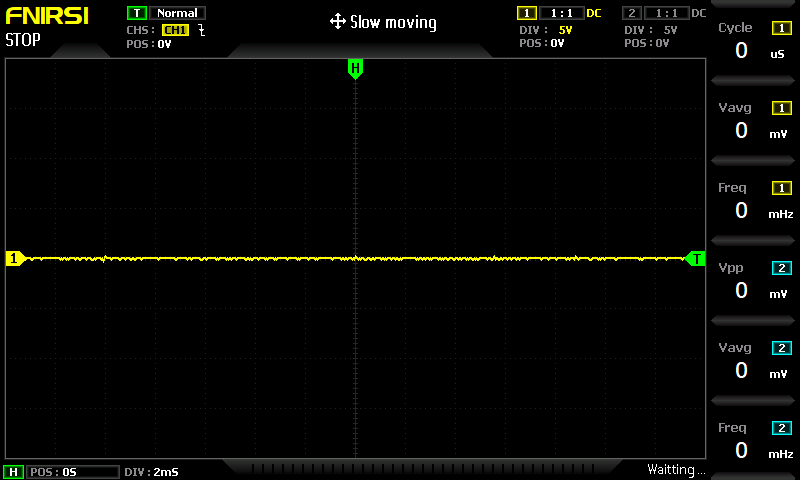 FNIRSI
STOP
T Normal
CHS: CH1
POS: 0V
Slow moving
1 1:1 DC
DIV: 5V
POS: 0V
2 1:1 DC
DIV: 5V
POS: 0V
H
1
T
Cycle 1
0 uS
Vavg 1
0 mV
Freq 1
0 mHz
Vpp 2
0 mV
Vavg 2
0 mV
Freq 2
0 mHz
H POS: 0S DIV: 2mS
Waitting...